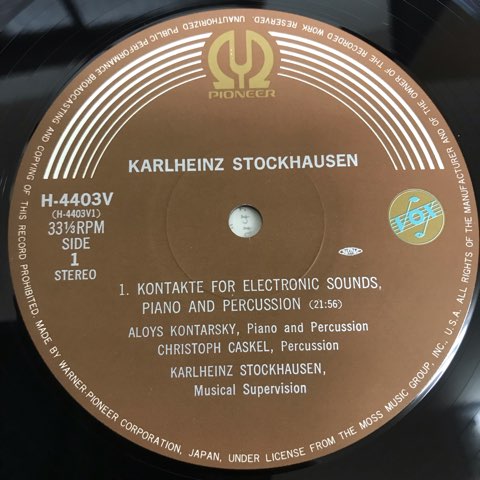 PIONEER
KARLHEINZ STOCKHAUSEN
H-4403V
(H-4403V1)
33⅓RPM
SIDE
1
STEREO
VOX
1. KONTAKTE FOR ELECTRONIC SOUNDS,
PIANO AND PERCUSSION (21:56)
ALOYS KONTARSKY, Piano and Percussion
CHRISTOPH CASKEL, Percussion
KARLHEINZ STOCKHAUSEN,
Musical Supervision
ALL RIGHTS OF THE MANUFACTURER AND OF THE OWNER OF THE RECORDED WORK RESERVED. UNAUTHORIZED PUBLIC PERFORMANCE BROADCASTING AND COPYING OF THIS RECORD PROHIBITED. MADE BY WARNER-PIONEER CORPORATION, JAPAN, UNDER LICENSE FROM THE MOSS MUSIC GROUP, INC., U.S.A.